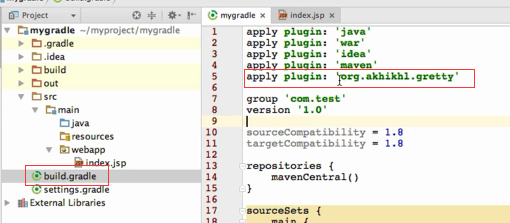 Project
mygradle
index.jsp
mygradle ~/myproject/mygradle
.gradle
.idea
build
out
src
main
java
resources
webapp
index.jsp
build.gradle
settings.gradle
External Libraries
1 apply plugin: 'java'
2 apply plugin: 'war'
3 apply plugin: 'idea'
4 apply plugin: 'maven'
5 apply plugin: 'org.akhikhl.gretty'
6
7 group 'com.test'
8 version '1.0'
9
10 sourceCompatibility = 1.8
11 targetCompatibility = 1.8
12
13 repositories {
14 mavenCentral()
15 }
16
17 sourceSets {
18 main {